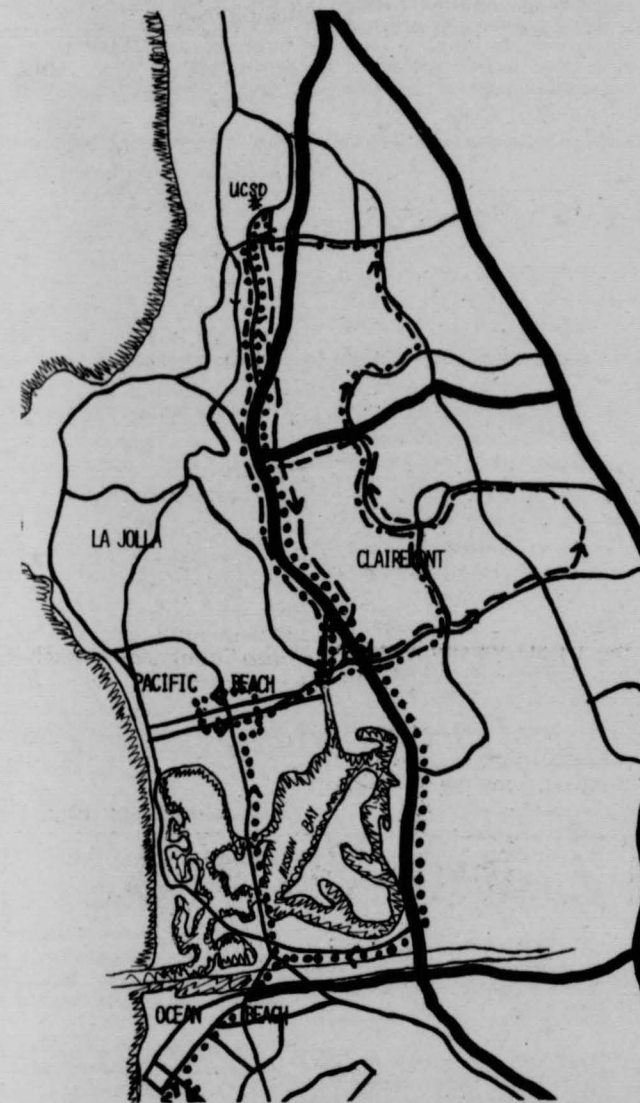 UCSD
LA JOLLA
CLAIREMONT
PACIFIC BEACH
MISSION BAY
OCEAN BEACH